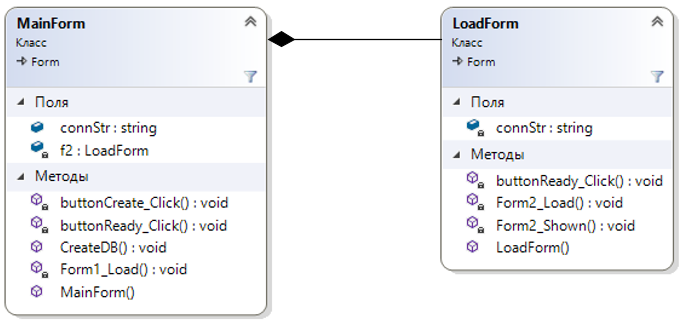 MainForm
Класс
Form
Поля
connStr : string
f2 : LoadForm
Методы
buttonCreate_Click() : void
buttonReady_Click() : void
CreateDB() : void
Form1_Load() : void
MainForm()
LoadForm
Класс
Form
Поля
connStr : string
Методы
buttonReady_Click() : void
Form2_Load() : void
Form2_Shown() : void
LoadForm()